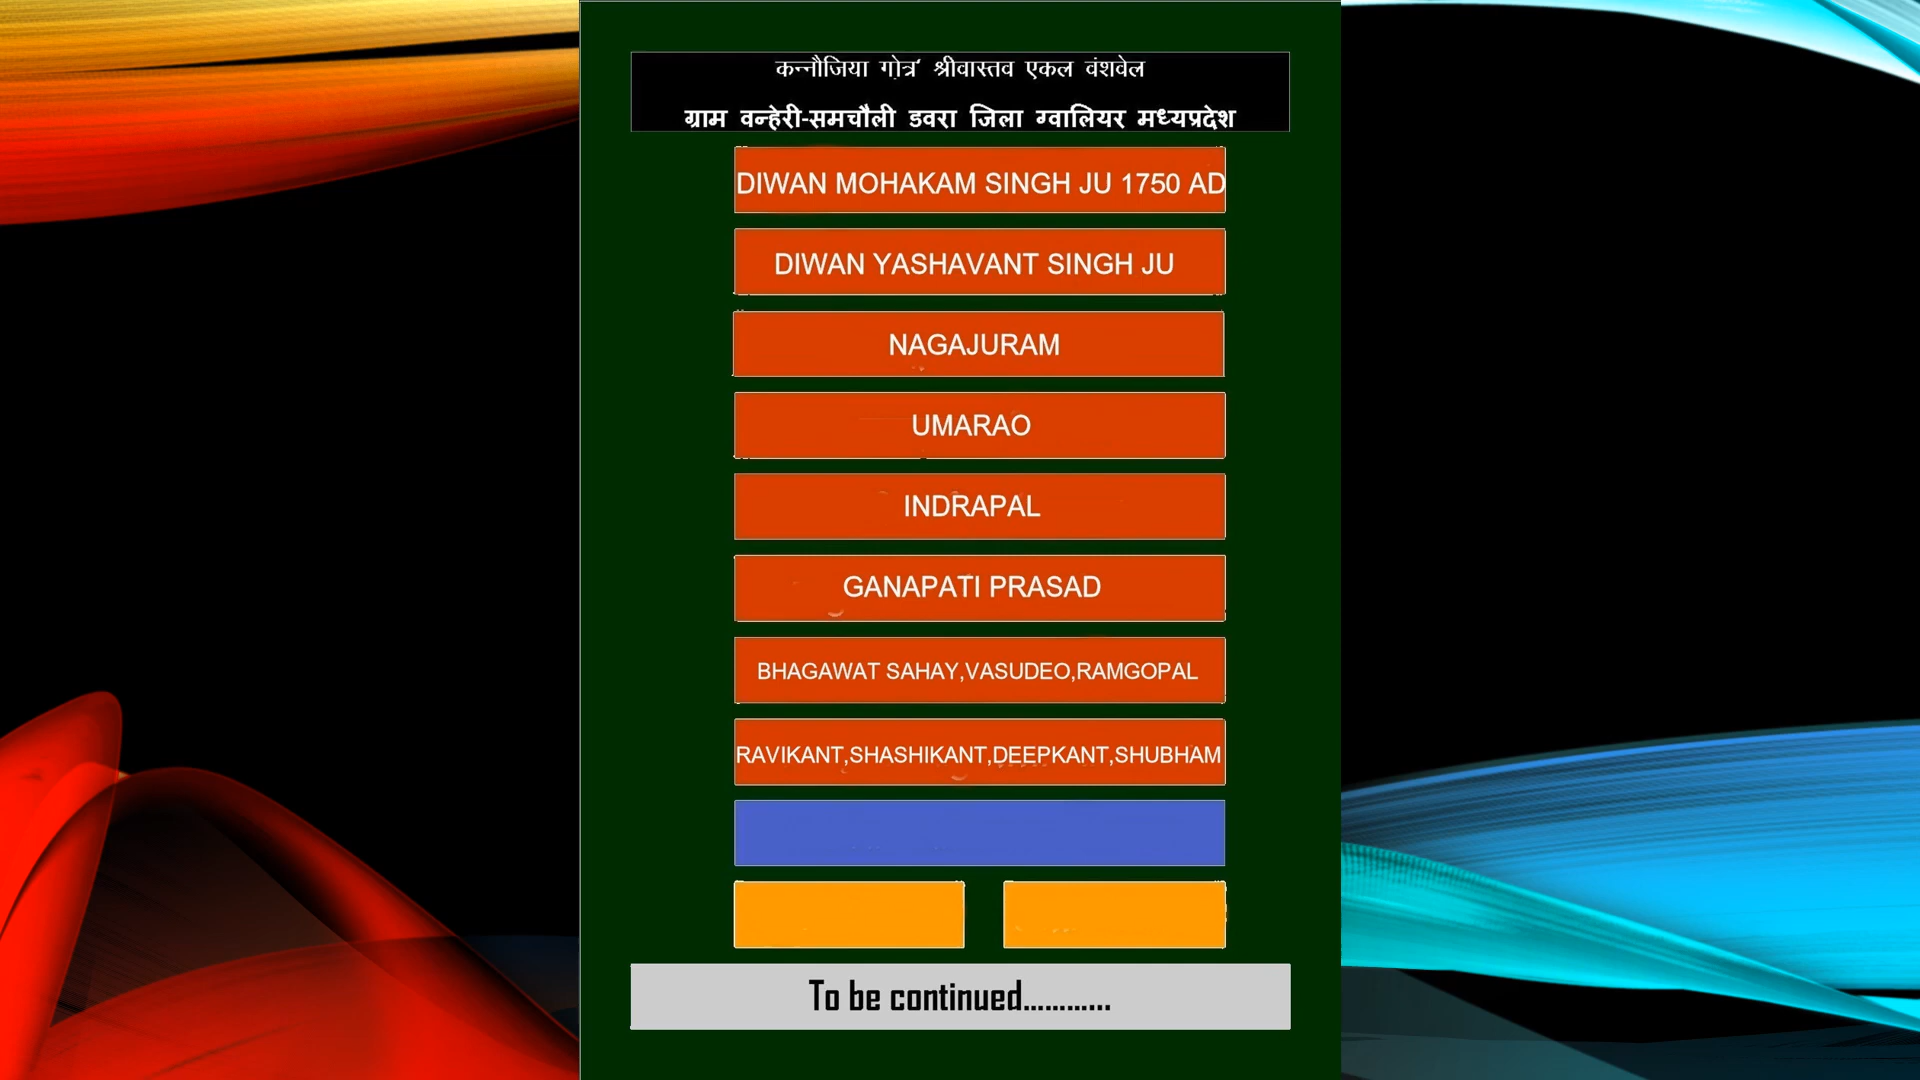 कन्नौजिया गोत्र' श्रीवास्तव एकल वंशवेल
ग्राम वन्हेरी-समचौली डवरा जिला ग्वालियर मध्यप्रदेश
DIWAN MOHAKAM SINGH JU 1750 AD
DIWAN YASHAVANT SINGH JU
NAGAJURAM
UMARAO
INDRAPAL
GANAPATI PRASAD
BHAGAWAT SAHAY,VASUDEO,RAMGOPAL
RAVIKANT,SHASHIKANT,DEEPKANT,SHUBHAM
To be continued............